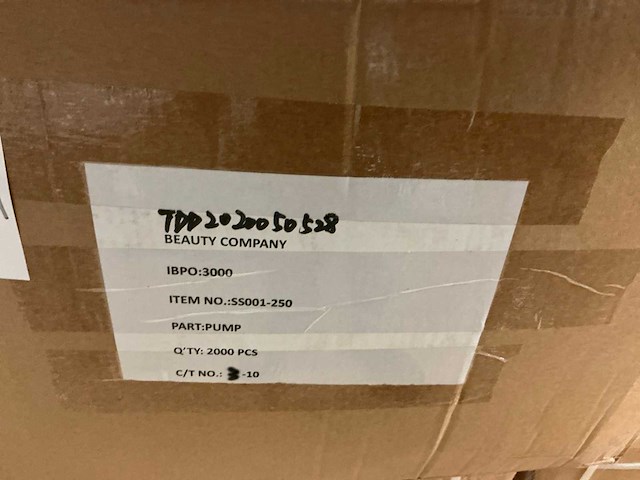 TDD2020050528
BEAUTY COMPANY
IBPO:3000
ITEM NO.:SS001-250
PART:PUMP
Q'TY: 2000 PCS
C/T NO.: 3-10